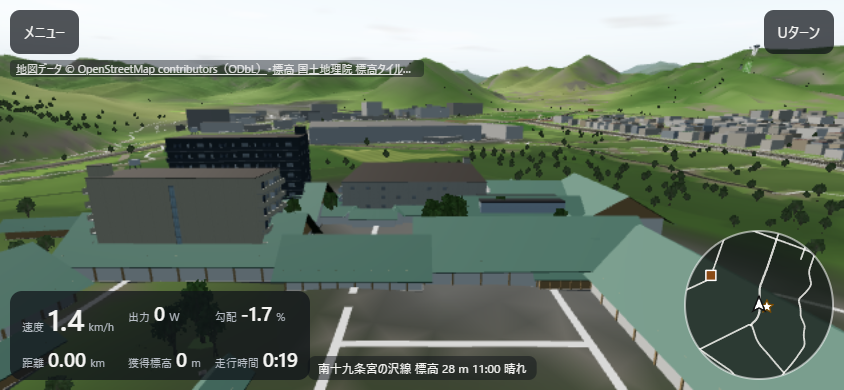 メニュー
Uターン
地図データ © OpenStreetMap contributors（ODbL）・標高 国土地理院 標高タイル...
速度 1.4 km/h 出力 0 W 勾配 -1.7 %
距離 0.00 km 獲得標高 0 m 走行時間 0:19
南十九条宮の沢線 標高 28 m 11:00 晴れ